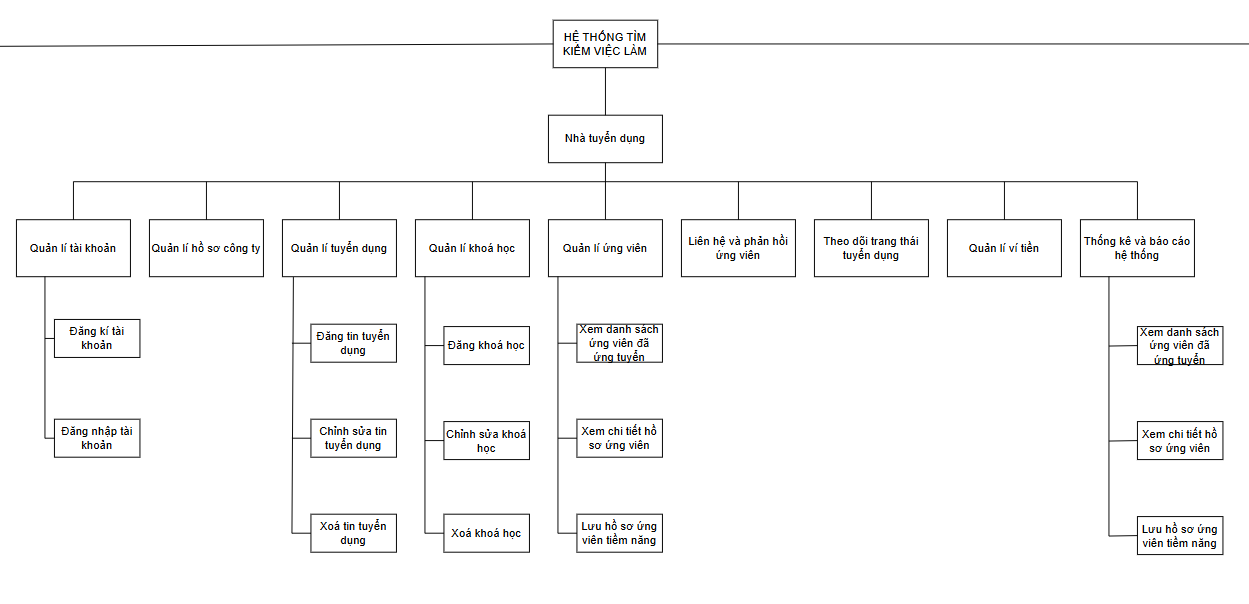 HỆ THỐNG TÌM
KIẾM VIỆC LÀM
Nhà tuyển dụng
Quản lí tài khoản
Quản lí hồ sơ công ty
Quản lí tuyển dụng
Quản lí khoá học
Quản lí ứng viên
Liên hệ và phản hồi
ứng viên
Theo dõi trang thái
tuyển dụng
Quản lí ví tiền
Thống kê và báo cáo
hệ thống
Đăng kí tài
khoản
Đăng tin tuyển
dụng
Đăng khoá học
Xem danh sách
ứng viên đã
ứng tuyển
Xem danh sách
ứng viên đã
ứng tuyển
Đăng nhập tài
khoản
Chỉnh sửa tin
tuyển dụng
Chỉnh sửa khoá
học
Xem chi tiết hồ
sơ ứng viên
Xem chi tiết hồ
sơ ứng viên
Xoá tin tuyển
dụng
Xoá khoá học
Lưu hồ sơ ứng
viên tiềm năng
Lưu hồ sơ ứng
viên tiềm năng